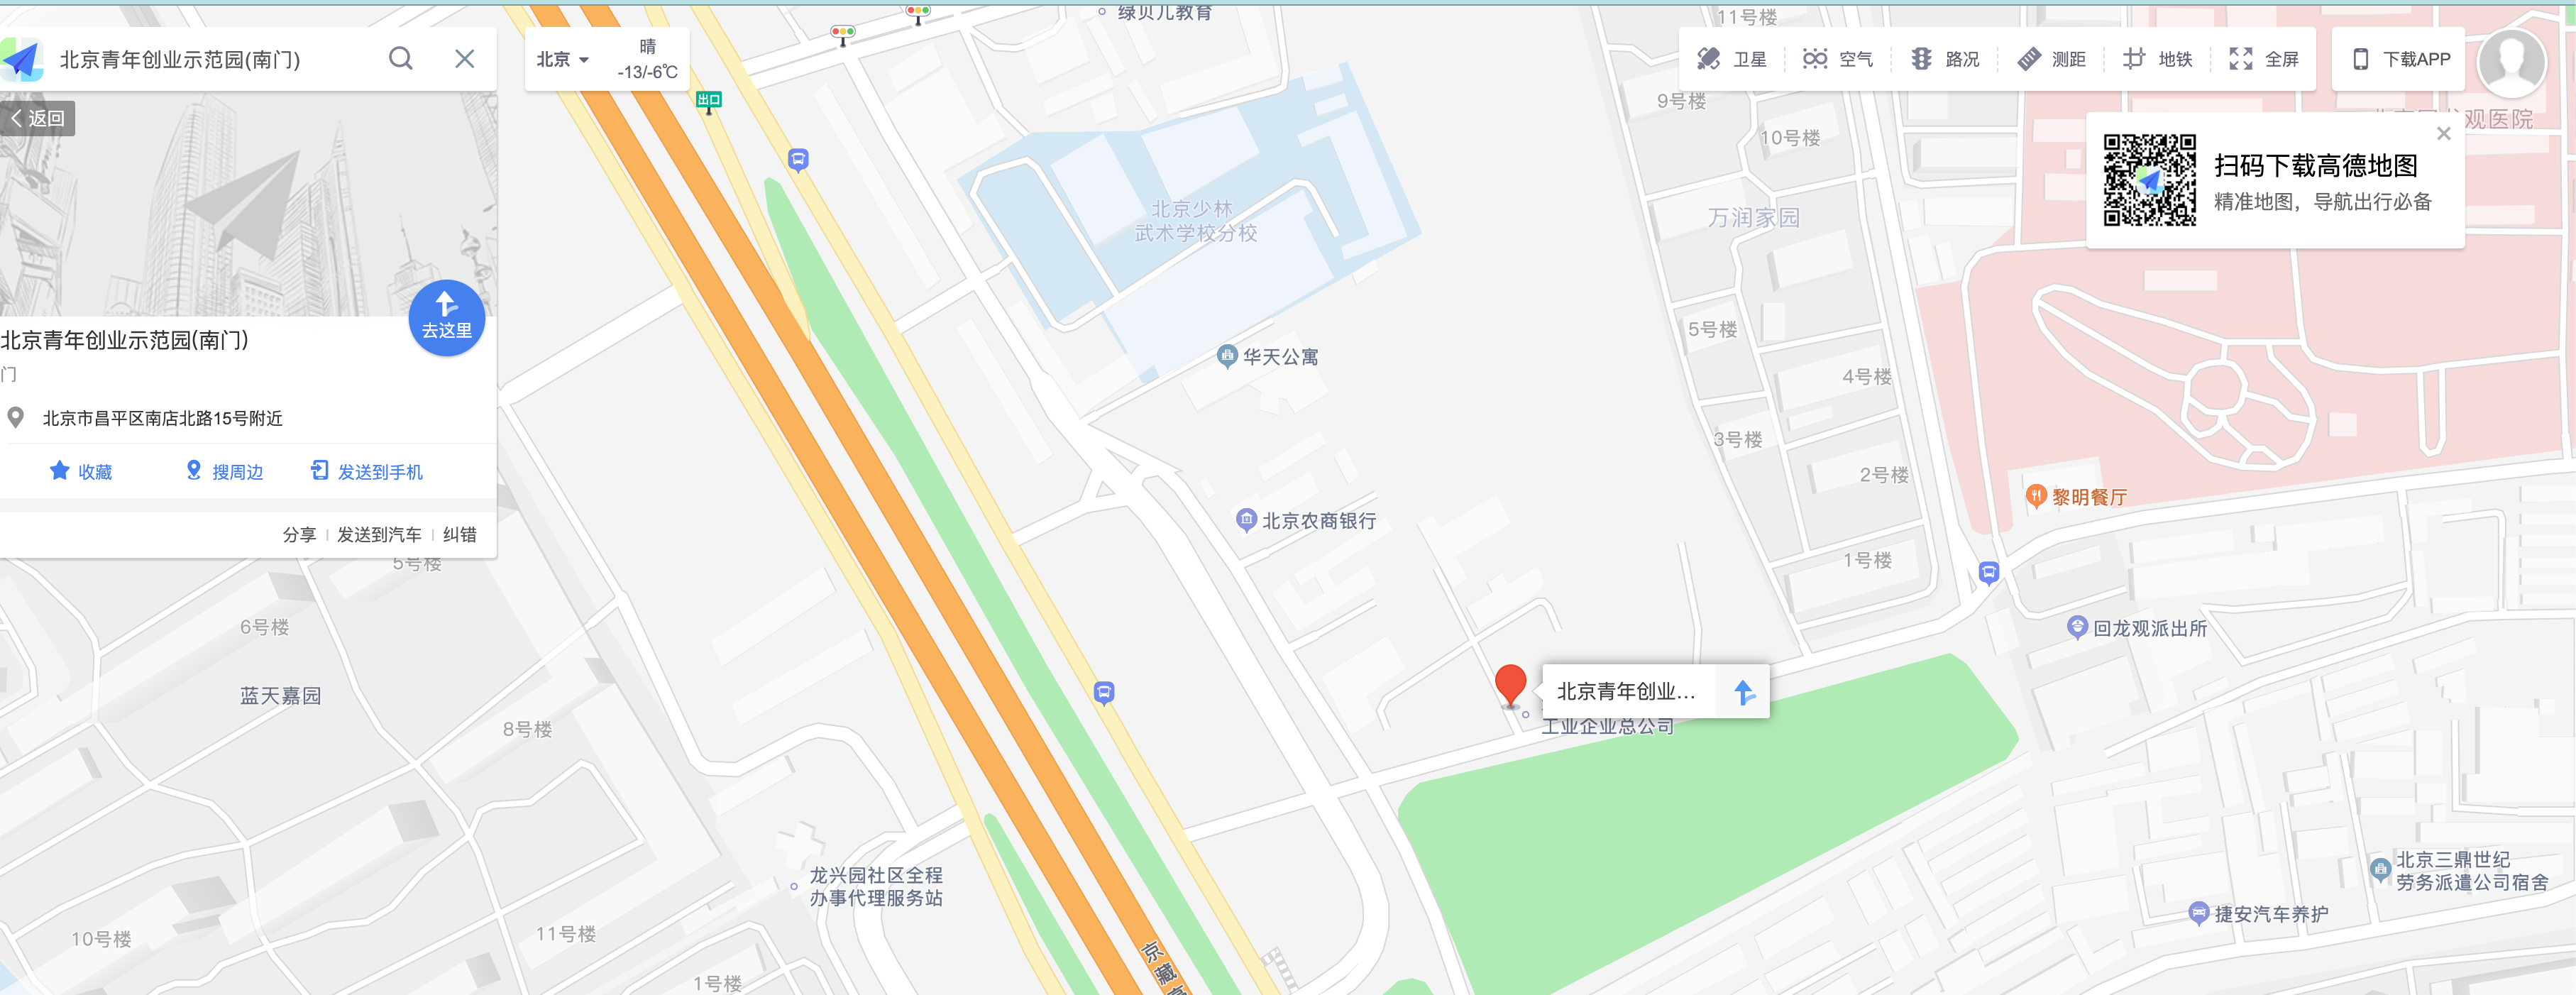 北京青年创业示范园(南门)
返回
去这里
北京青年创业示范园(南门)
门
北京市昌平区南店北路15号附近
收藏
搜周边
发送到手机
分享
发送到汽车
纠错
北京
晴
-13/-6℃
卫星
空气
路况
测距
地铁
全屏
下载APP
扫码下载高德地图
精准地图，导航出行必备
观医院
绿贝儿教育
出口
11号楼
9号楼
10号楼
北京少林
武术学校分校
万润家园
5号楼
华天公寓
4号楼
3号楼
2号楼
黎明餐厅
北京农商银行
1号楼
5号楼
6号楼
回龙观派出所
蓝天嘉园
北京青年创业...
工业企业总公司
8号楼
龙兴园社区全程
办事代理服务站
北京三鼎世纪
劳务派遣公司宿舍
捷安汽车养护
10号楼
11号楼
1号楼
京藏高